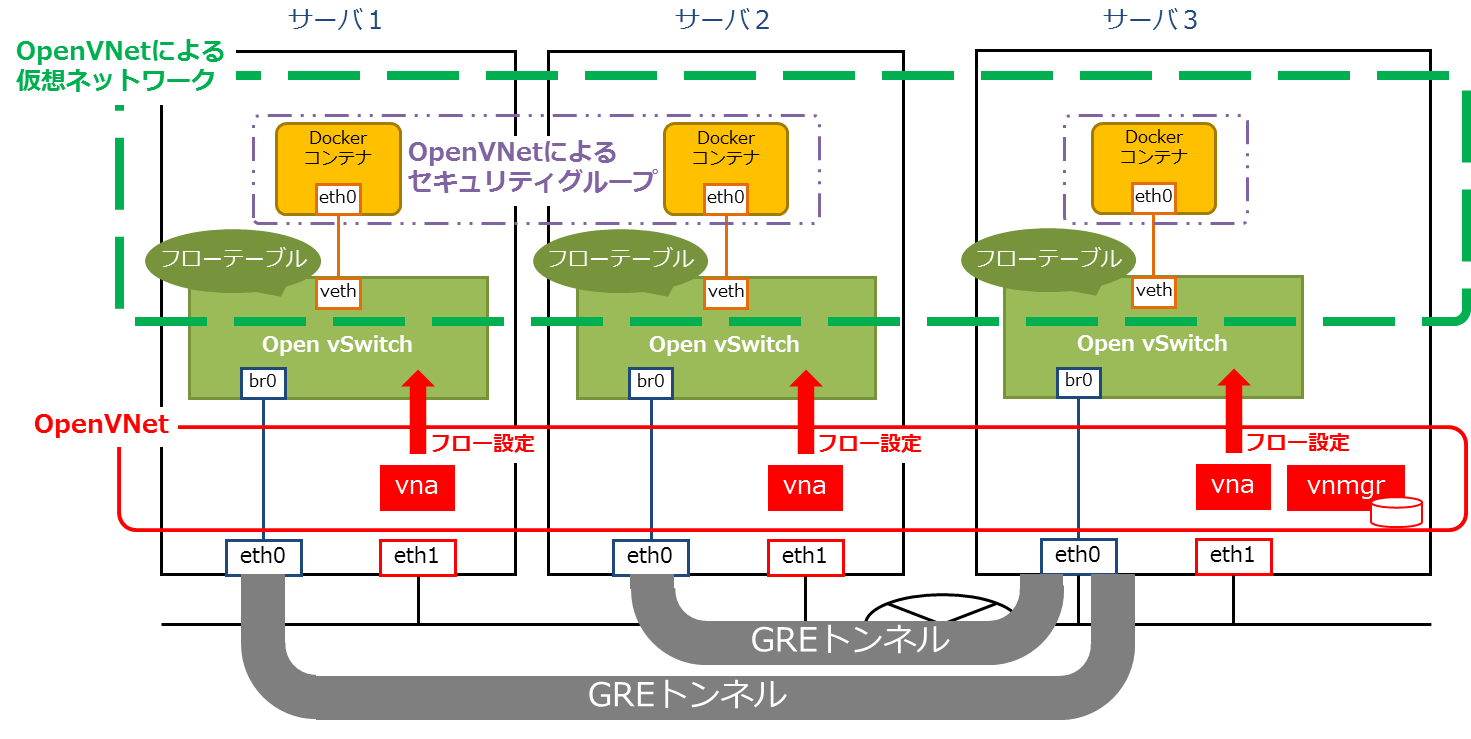 サーバ１
サーバ２
サーバ３
OpenVNetによる
仮想ネットワーク
Docker
コンテナ
eth0
OpenVNetによる
セキュリティグループ
Docker
コンテナ
eth0
Docker
コンテナ
eth0
フローテーブル
veth
フローテーブル
veth
フローテーブル
veth
Open vSwitch
Open vSwitch
Open vSwitch
br0
br0
br0
OpenVNet
フロー設定
フロー設定
フロー設定
vna
vna
vna
vnmgr
eth0
eth1
eth0
eth1
eth0
eth1
GREトンネル
GREトンネル